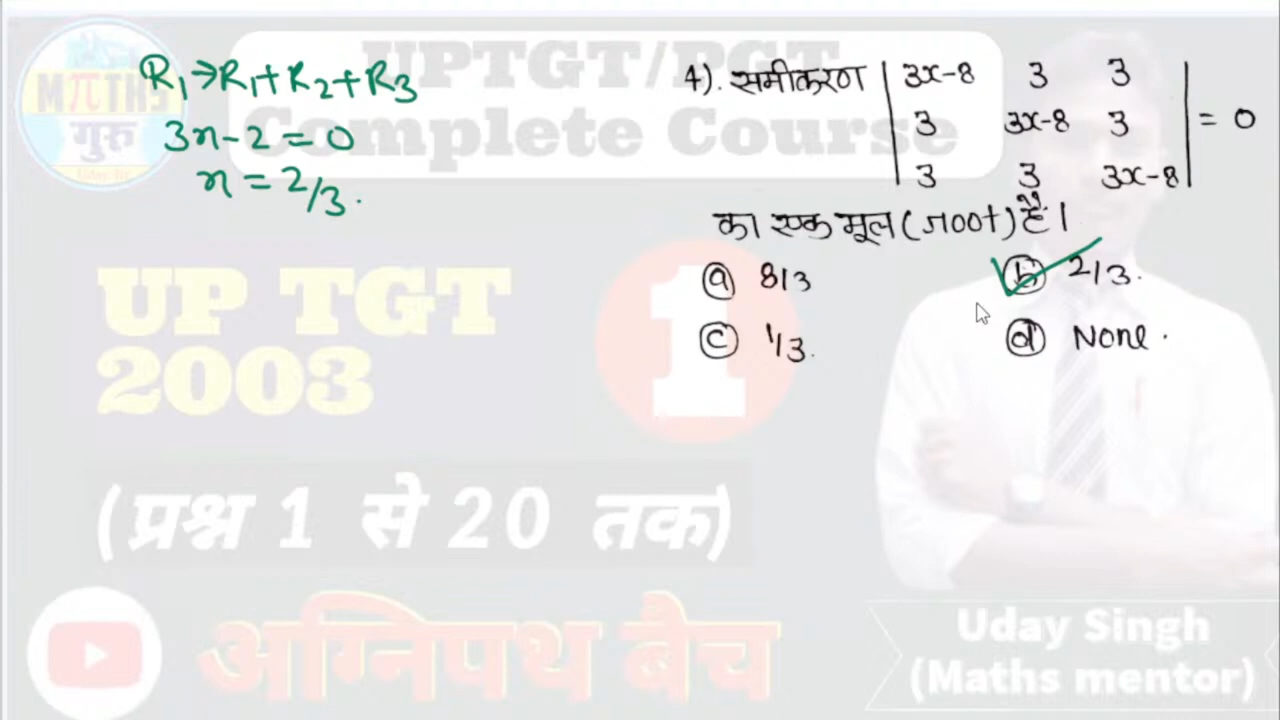 R₁→R₁+R₂+R₃
3x-2=0
x=2/3.
4). समीकरण | 3x-8 3 3 |
| 3 3x-8 3 | = 0
| 3 3 3x-8 |
का एक मूल (root) है।
ⓐ 8/3
ⓑ 2/3.
ⓒ 1/3.
ⓓ None.
UPTGT/PGT
Complete Course
MπTHS
गुरु
UP TGT
2003
1
(प्रश्न 1 से 20 तक)
अग्निपथ बैच
Uday Singh
(Maths mentor)